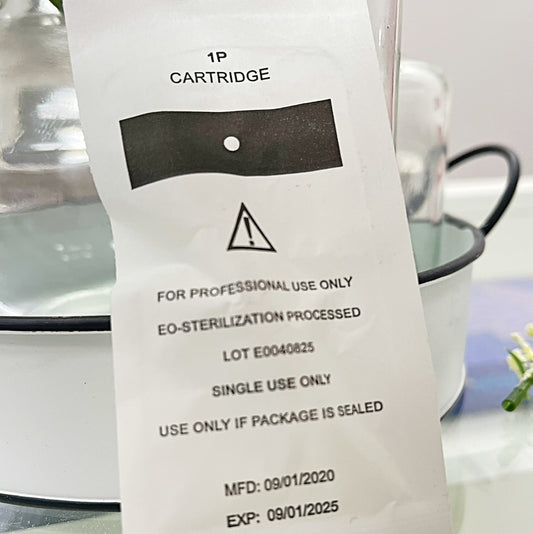 1P
CARTRIDGE
FOR PROFESSIONAL USE ONLY
EO-STERILIZATION PROCESSED
LOT E0040825
SINGLE USE ONLY
USE ONLY IF PACKAGE IS SEALED
MFD: 09/01/2020
EXP: 09/01/2025